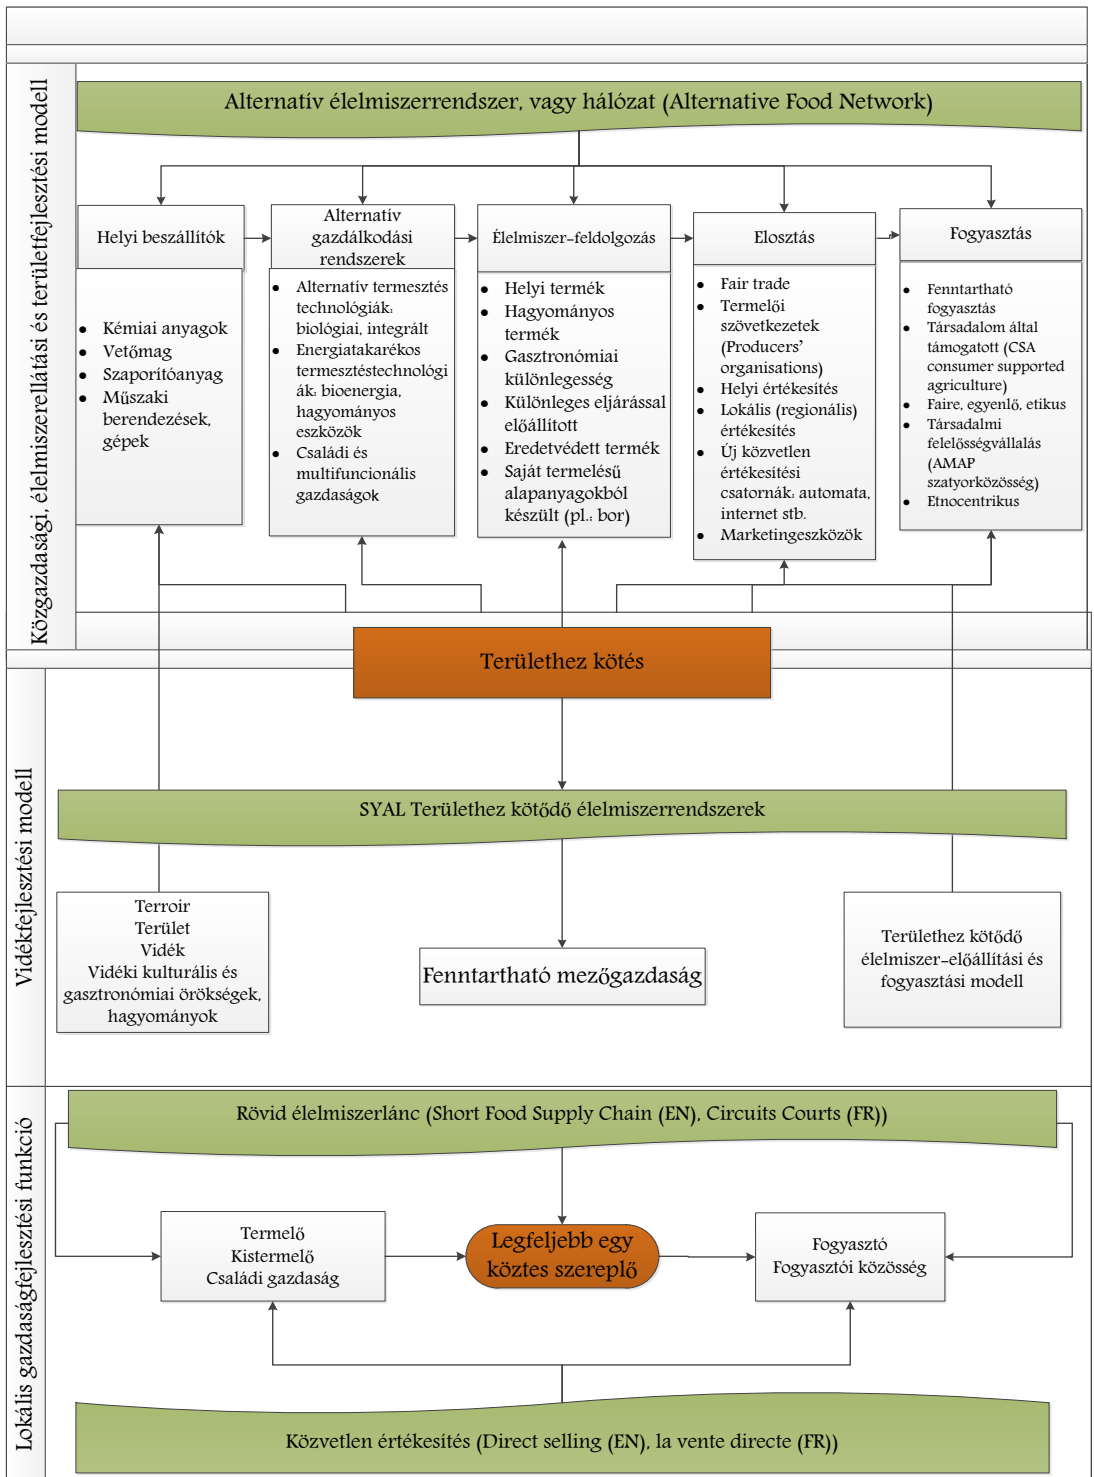 Közgazdasági, élelmiszerellátási és területfejlesztési modell
Alternatív élelmiszerrendszer, vagy hálózat (Alternative Food Network)
Helyi beszállítók
Kémiai anyagok
Vetőmag
Szaporítóanyag
Műszaki
berendezések,
gépek
Alternatív
gazdálkodási
rendszerek
Alternatív termesztés
technológiák:
biológiai, integrált
Energiatakarékos
termesztéstechnológi
ák: bioenergia,
hagyományos
eszközök
Családi és
multifuncionális
gazdaságok
Élelmiszer-feldolgozás
Helyi termék
Hagyományos
termék
Gasztronómiai
különlegesség
Különleges eljárással
előállított
Eredetvédett termék
Saját termelésű
alapanyagokból
készült (pl.: bor)
Elosztás
Fair trade
Termelői
szövetkezetek
(Producers'
organisations)
Helyi értékesítés
Lokális (regionális)
értékesítés
Új közvetlen
értékesítési
csatornák: automata,
internet stb.
Marketingeszközök
Fogyasztás
Fenntartható
fogyasztás
Társadalom által
támogatott (CSA
consumer supported
agriculture)
Faire, egyenlő, etikus
Társadalmi
felelősségvállalás
(AMAP
szatyorközösség)
Etnocentrikus
Területhez kötés
Vidékfejlesztési modell
SYAL Területhez kötődő élelmiszerrendszerek
Terroir
Terület
Vidék
Vidéki kulturális és
gasztronómiai örökségek,
hagyományok
Fenntartható mezőgazdaság
Területhez kötődő
élelmiszer-előállítási és
fogyasztási modell
Lokális gazdaságfejlesztési funkció
Rövid élelmiszerlánc (Short Food Supply Chain (EN), Circuits Courts (FR))
Termelő
Kistermelő
Családi gazdaság
Legfeljebb egy
köztes szereplő
Fogyasztó
Fogyasztói közösség
Közvetlen értékesítés (Direct selling (EN), la vente directe (FR))